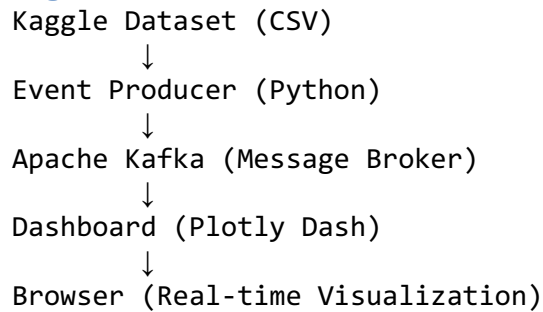 Kaggle Dataset (CSV)
↓
Event Producer (Python)
↓
Apache Kafka (Message Broker)
↓
Dashboard (Plotly Dash)
↓
Browser (Real-time Visualization)